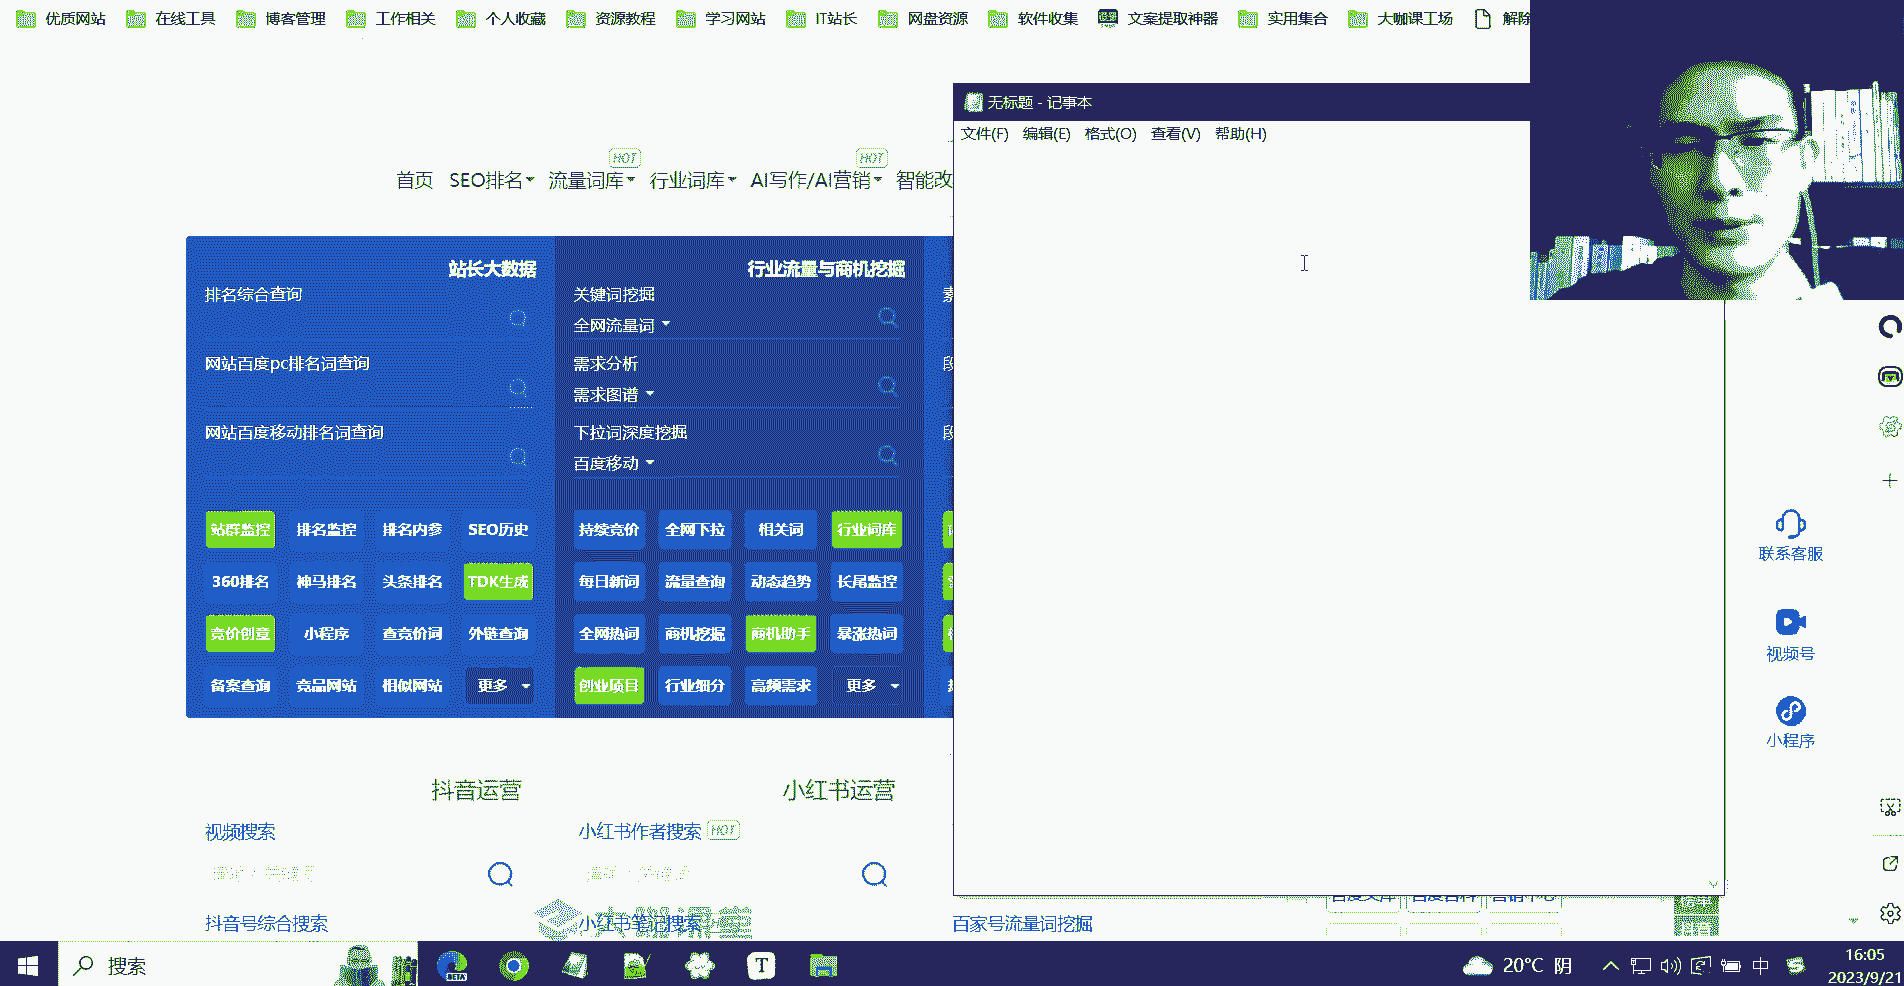 优质网站 在线工具 博客管理 工作相关 个人收藏 资源教程 学习网站 IT站长 网盘资源 软件收集 文案提取神器 实用集合 大咖课工场 解除
无标题 - 记事本
文件(F) 编辑(E) 格式(O) 查看(V) 帮助(H)
HOT HOT
首页 SEO排名 流量词库 行业词库 AI写作/AI营销 智能改
站长大数据
排名综合查询
网站百度pc排名词查询
网站百度移动排名词查询
站群监控 排名监控 排名内参 SEO历史
360排名 神马排名 头条排名 TDK生成
竞价创意 小程序 查竞价词 外链查询
备案查询 竞品网站 相似网站 更多
行业流量与商机挖掘
关键词挖掘
全网流量词
需求分析
需求图谱
下拉词深度挖掘
百度移动
持续竞价 全网下拉 相关词 行业词库
每日新词 流量查询 动态趋势 长尾监控
全网热词 商机挖掘 商机助手 暴涨热词
创业项目 行业细分 高频需求 更多
联系客服
视频号
小程序
抖音运营
视频搜索
抖音号综合搜索
小红书运营
小红书作者搜索 HOT
小红书笔记搜索
百家号流量词挖掘
搜索
BETA
T
20°C 阴
中
16:05
2023/9/21